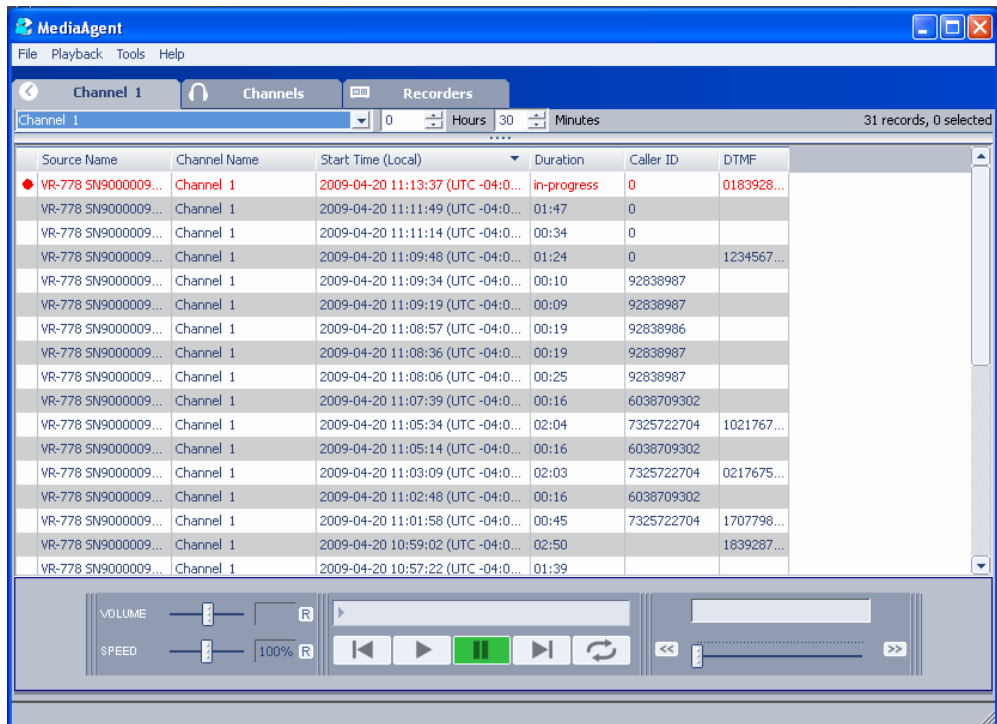 MediaAgent
File Playback Tools Help
Channel 1 Channels Recorders
Channel 1 0 Hours 30 Minutes 31 records, 0 selected
Source Name Channel Name Start Time (Local) Duration Caller ID DTMF
VR-778 SN9000009... Channel 1 2009-04-20 11:13:37 (UTC -04:0... in-progress 0 0183928...
VR-778 SN9000009... Channel 1 2009-04-20 11:11:49 (UTC -04:0... 01:47 0
VR-778 SN9000009... Channel 1 2009-04-20 11:11:14 (UTC -04:0... 00:34 0
VR-778 SN9000009... Channel 1 2009-04-20 11:09:48 (UTC -04:0... 01:24 0 1234567...
VR-778 SN9000009... Channel 1 2009-04-20 11:09:34 (UTC -04:0... 00:10 92838987
VR-778 SN9000009... Channel 1 2009-04-20 11:09:19 (UTC -04:0... 00:09 92838987
VR-778 SN9000009... Channel 1 2009-04-20 11:08:57 (UTC -04:0... 00:19 92838986
VR-778 SN9000009... Channel 1 2009-04-20 11:08:36 (UTC -04:0... 00:19 92838987
VR-778 SN9000009... Channel 1 2009-04-20 11:08:06 (UTC -04:0... 00:25 92838987
VR-778 SN9000009... Channel 1 2009-04-20 11:07:39 (UTC -04:0... 00:16 6038709302
VR-778 SN9000009... Channel 1 2009-04-20 11:05:34 (UTC -04:0... 02:04 7325722704 1021767...
VR-778 SN9000009... Channel 1 2009-04-20 11:05:14 (UTC -04:0... 00:16 6038709302
VR-778 SN9000009... Channel 1 2009-04-20 11:03:09 (UTC -04:0... 02:03 7325722704 0217675...
VR-778 SN9000009... Channel 1 2009-04-20 11:02:48 (UTC -04:0... 00:16 6038709302
VR-778 SN9000009... Channel 1 2009-04-20 11:01:58 (UTC -04:0... 00:45 7325722704 1707798...
VR-778 SN9000009... Channel 1 2009-04-20 10:59:02 (UTC -04:0... 02:50 1839287...
VR-778 SN9000009... Channel 1 2009-04-20 10:57:22 (UTC -04:0... 01:39
VOLUME R
SPEED 100% R << >>